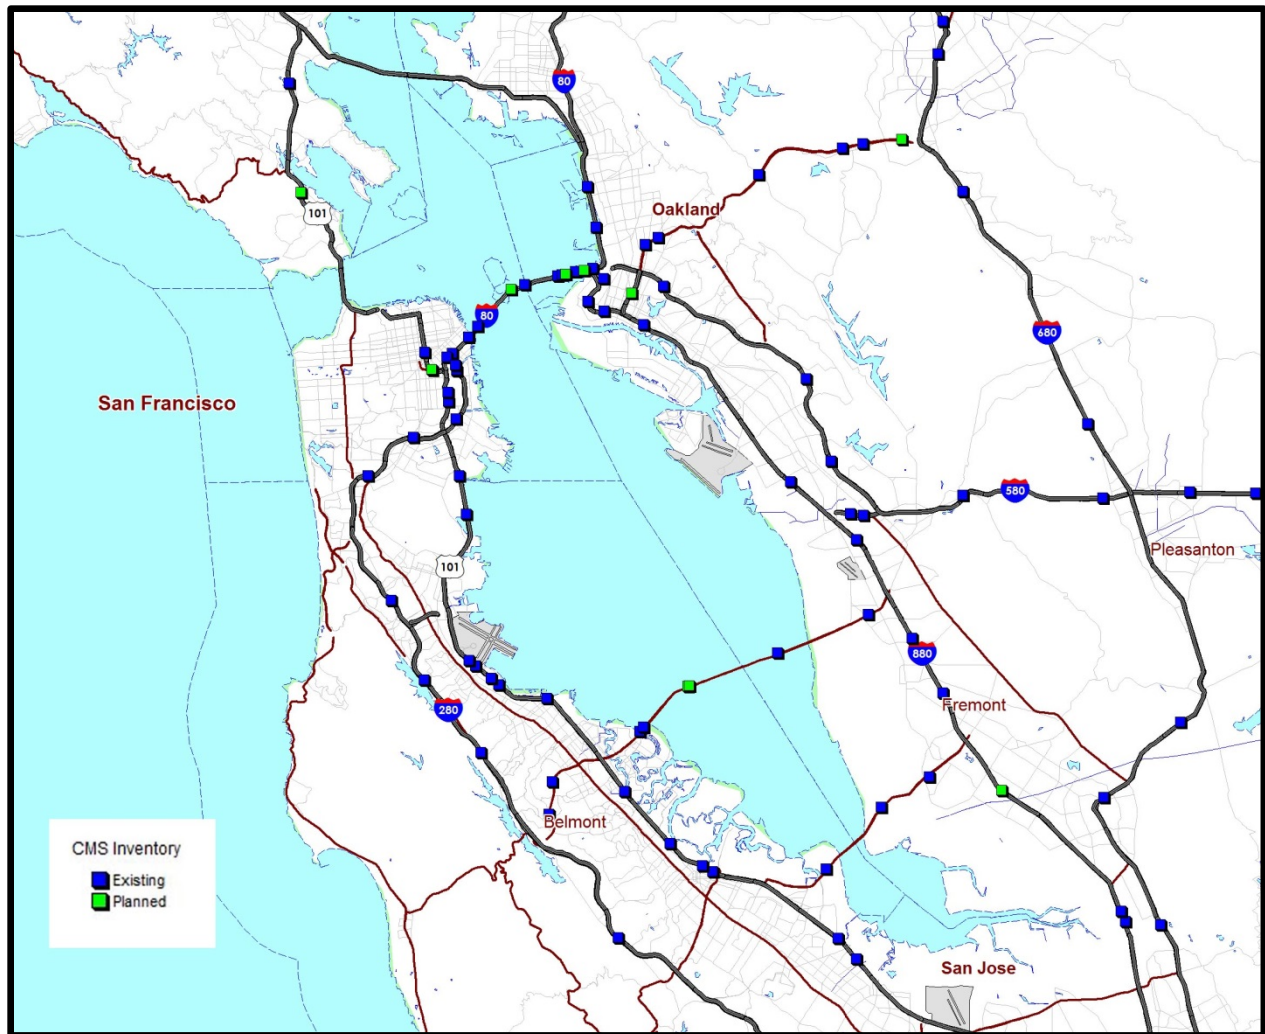 80
Oakland
101
80
680
San Francisco
580
Pleasanton
101
880
Fremont
280
Belmont
CMS Inventory
Existing
Planned
San Jose